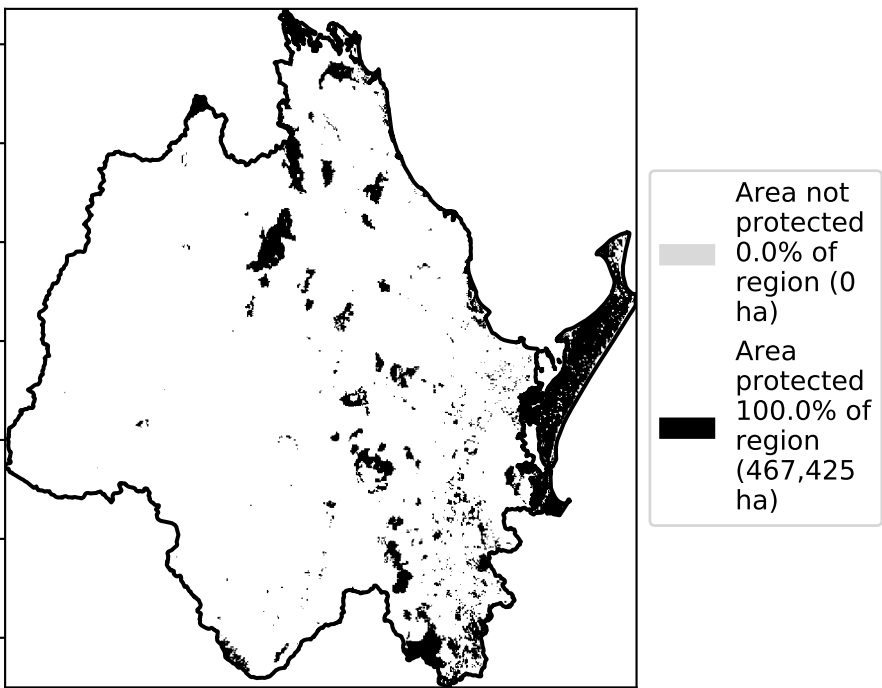 Area not
protected
0.0% of
region (0
ha)
Area
protected
100.0% of
region
(467,425
ha)